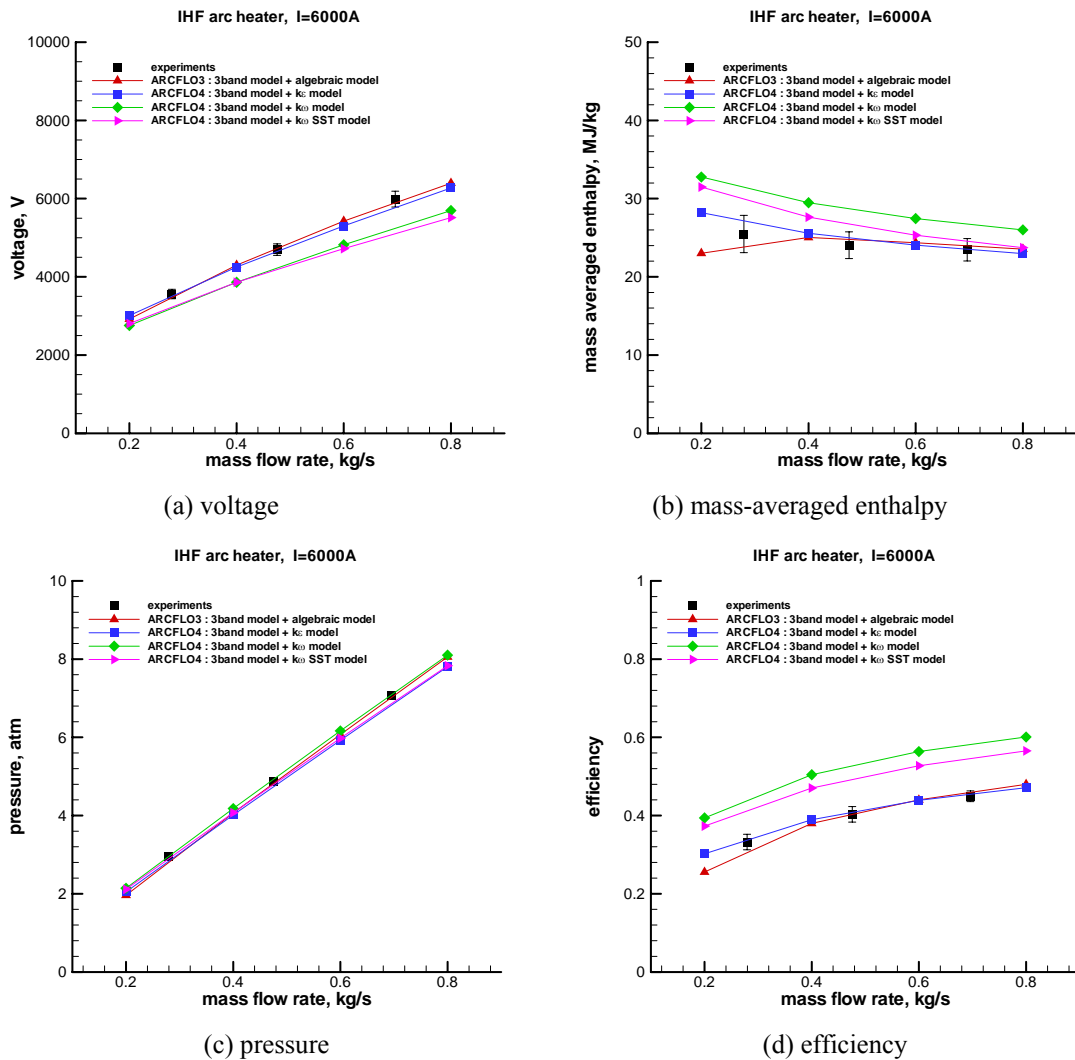 IHF arc heater, I=6000A
10000
8000
6000
4000
2000
0
voltage, V
experiments
ARCFLO3 : 3band model + algebraic model
ARCFLO4 : 3band model + kε model
ARCFLO4 : 3band model + kω model
ARCFLO4 : 3band model + kω SST model
0.2 0.4 0.6 0.8
mass flow rate, kg/s
(a) voltage
IHF arc heater, I=6000A
50
40
30
20
10
0
mass averaged enthalpy, MJ/kg
experiments
ARCFLO3 : 3band model + algebraic model
ARCFLO4 : 3band model + kε model
ARCFLO4 : 3band model + kω model
ARCFLO4 : 3band model + kω SST model
0.2 0.4 0.6 0.8
mass flow rate, kg/s
(b) mass-averaged enthalpy
IHF arc heater, I=6000A
10
8
6
4
2
0
pressure, atm
experiments
ARCFLO3 : 3band model + algebraic model
ARCFLO4 : 3band model + kε model
ARCFLO4 : 3band model + kω model
ARCFLO4 : 3band model + kω SST model
0.2 0.4 0.6 0.8
mass flow rate, kg/s
(c) pressure
IHF arc heater, I=6000A
1
0.8
0.6
0.4
0.2
0
efficiency
experiments
ARCFLO3 : 3band model + algebraic model
ARCFLO4 : 3band model + kε model
ARCFLO4 : 3band model + kω model
ARCFLO4 : 3band model + kω SST model
0.2 0.4 0.6 0.8
mass flow rate, kg/s
(d) efficiency